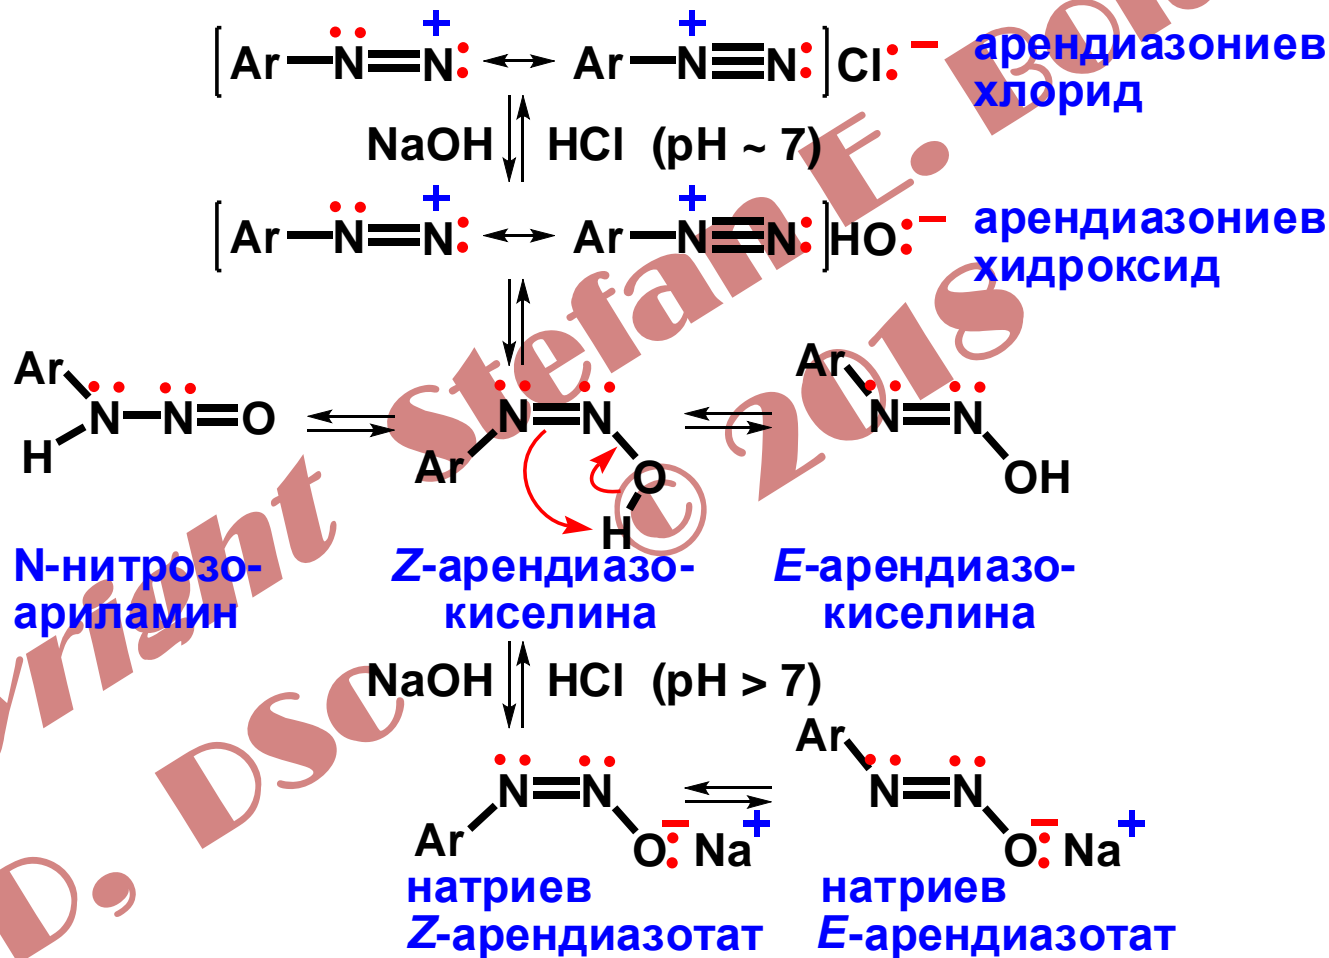 [Ar—N=N: ↔ Ar—N≡N:]Cl:− арендиазониев
+ + хлорид
NaOH HCl (pH ~ 7)
[Ar—N=N: ↔ Ar—N≡N:]HO:− арендиазониев
+ + хидроксид
Ar Ar
N—N=O N=N N=N
H Ar O OH
H
N-нитрозо- Z-арендиазо- E-арендиазо-
ариламин киселина киселина
NaOH HCl (pH > 7)
Ar
N=N N=N
Ar O:− Na+ O:− Na+
натриев натриев
Z-арендиазотат E-арендиазотат
Stefan E.
© 2018
DSc